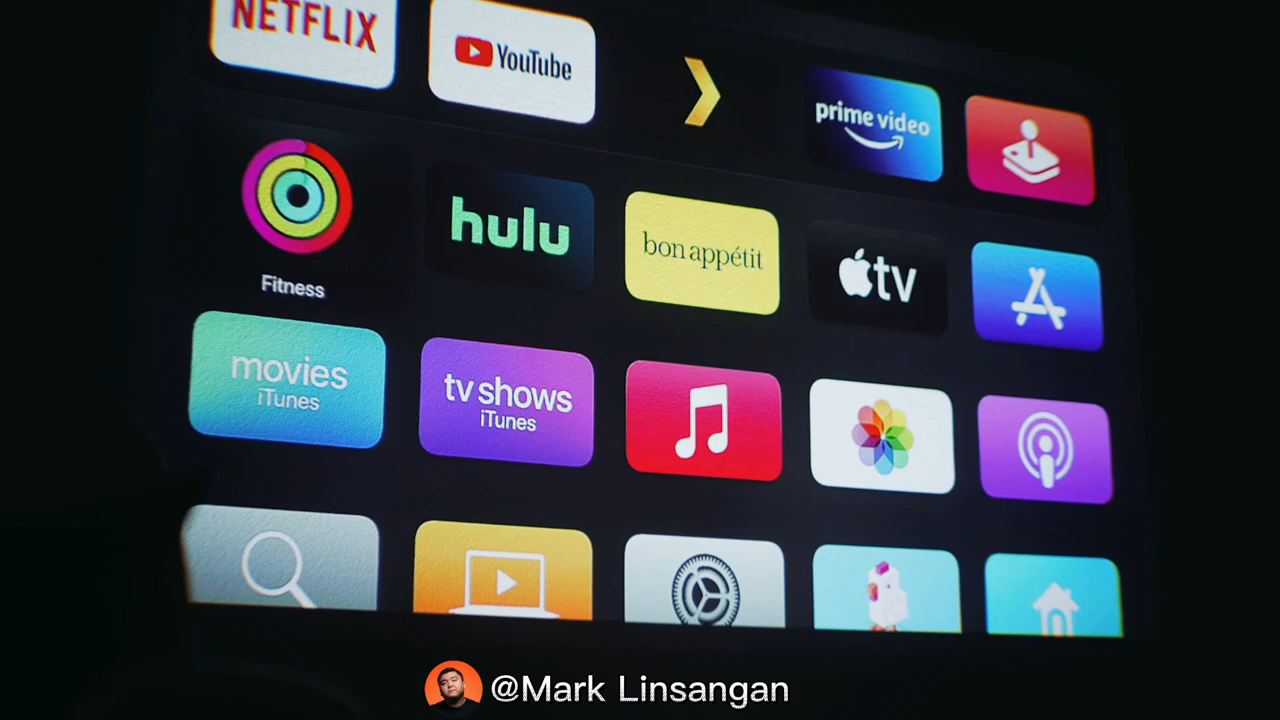 NETFLIX
YouTube
prime video
Fitness
hulu
bon appétit
tv
movies
iTunes
tv shows
iTunes
@Mark Linsangan